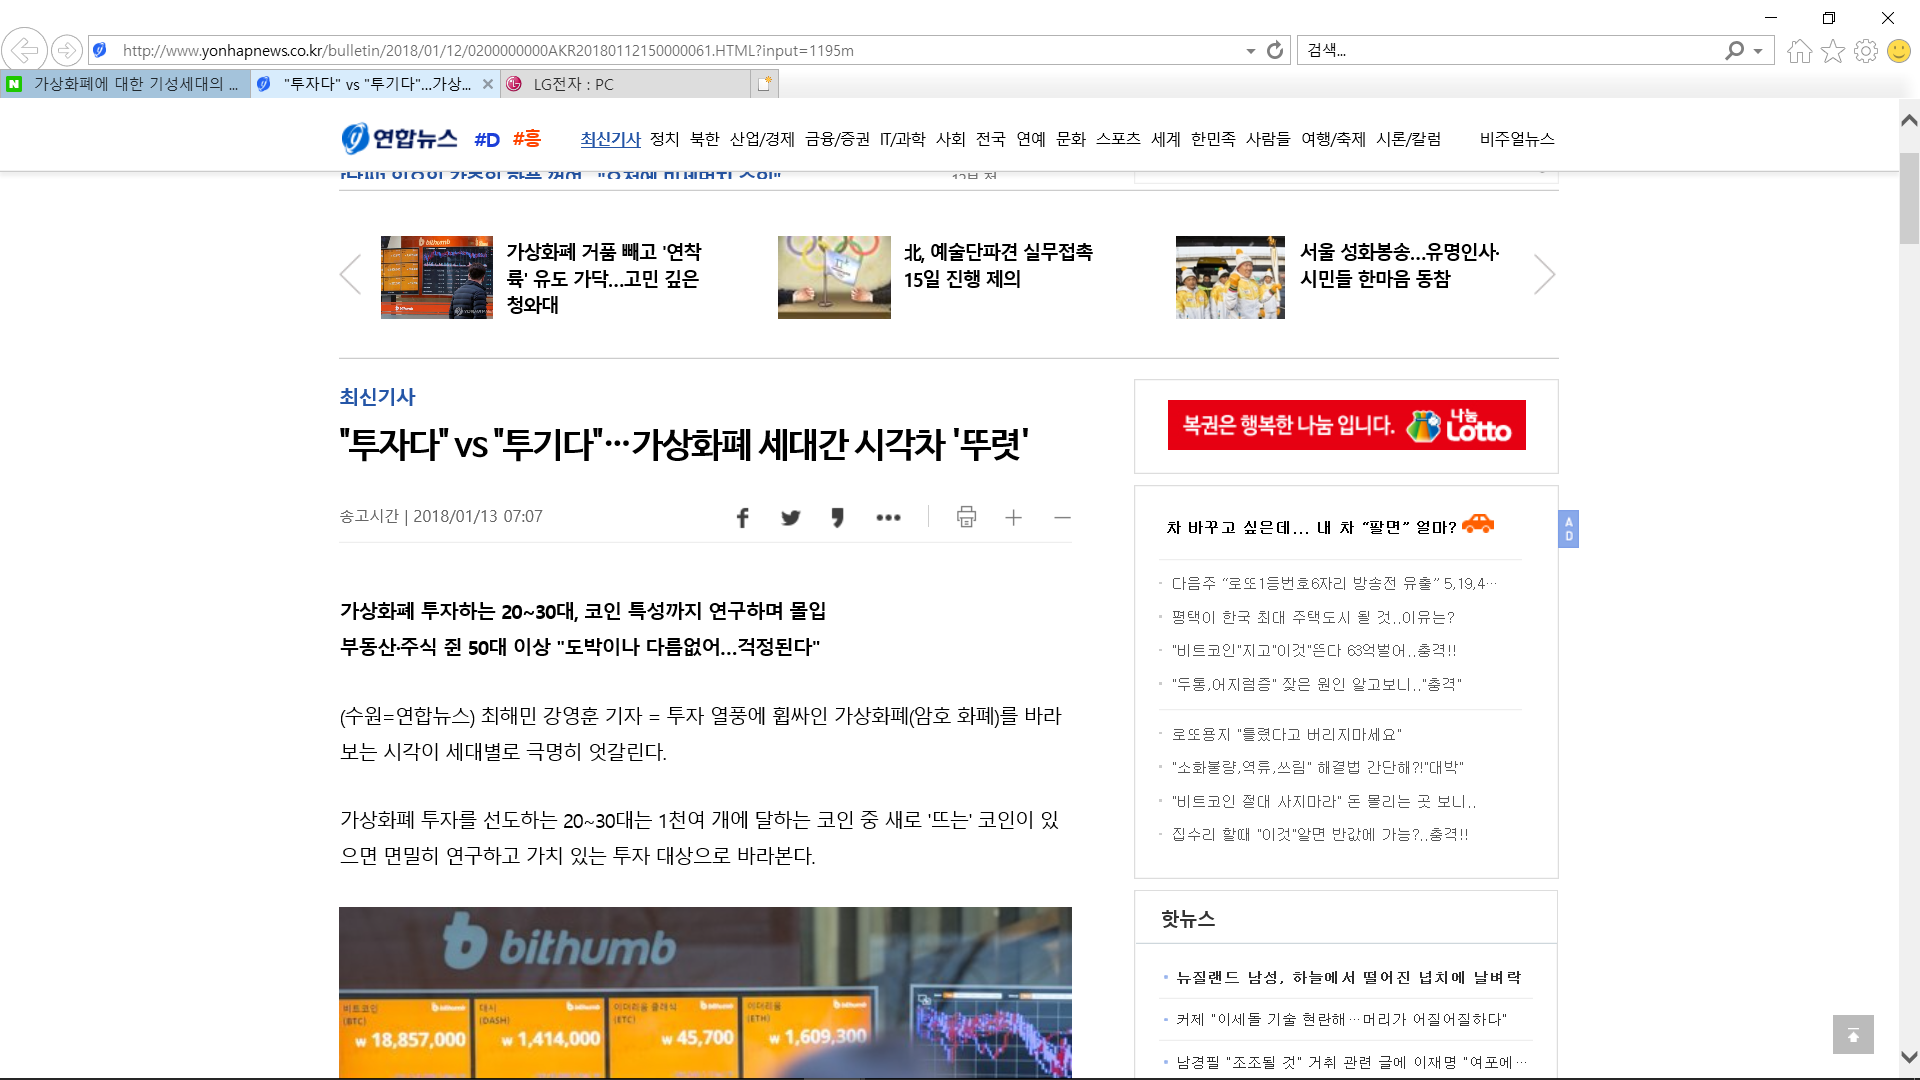 http://www.yonhapnews.co.kr/bulletin/2018/01/12/0200000000AKR20180112150000061.HTML?input=1195m
검색...
가상화폐에 대한 기성세대의 ...
"투자다" vs "투기다"...가상...
LG전자 : PC
연합뉴스 #D #흥 최신기사 정치 북한 산업/경제 금융/증권 IT/과학 사회 전국 연예 문화 스포츠 세계 한민족 사람들 여행/축제 시론/칼럼 비주얼뉴스
가상화폐 거품 빼고 '연착
륙' 유도 가닥...고민 깊은
청와대
北, 예술단파견 실무접촉
15일 진행 제의
서울 성화봉송...유명인사·
시민들 한마음 동참
최신기사
"투자다" vs "투기다"…가상화폐 세대간 시각차 '뚜렷'
송고시간 | 2018/01/13 07:07
가상화폐 투자하는 20~30대, 코인 특성까지 연구하며 몰입
부동산·주식 쥔 50대 이상 "도박이나 다름없어...걱정된다"
(수원=연합뉴스) 최해민 강영훈 기자 = 투자 열풍에 휩싸인 가상화폐(암호 화폐)를 바라
보는 시각이 세대별로 극명히 엇갈린다.
가상화폐 투자를 선도하는 20~30대는 1천여 개에 달하는 코인 중 새로 '뜨는' 코인이 있
으면 면밀히 연구하고 가치 있는 투자 대상으로 바라본다.
bithumb
비트코인 (BTC) ₩ 18,857,000
대시 (DASH) ₩ 1,414,000
이더리움 클래식 (ETC) ₩ 45,700
이더리움 (ETH) ₩ 1,609,300
복권은 행복한 나눔 입니다. 나눔 Lotto
차 바꾸고 싶은데... 내 차 “팔면” 얼마?
AD
다음주 “로또1등번호6자리 방송전 유출” 5,19,4…
평택이 한국 최대 주택도시 될 것..이유는?
"비트코인"지고"이것"뜬다 63억벌어..충격!!
"두통,어지럼증" 잦은 원인 알고보니.."충격"
로또용지 "틀렸다고 버리지마세요"
"소화불량,역류,쓰림" 해결법 간단해?!"대박"
"비트코인 절대 사지마라" 돈 몰리는 곳 보니..
집수리 할때 "이것"알면 반값에 가능?..충격!!
핫뉴스
뉴질랜드 남성, 하늘에서 떨어진 넙치에 날벼락
커제 "이세돌 기술 현란해…머리가 어질어질하다"
남경필 "조조될 것" 거취 관련 글에 이재명 "여포에…